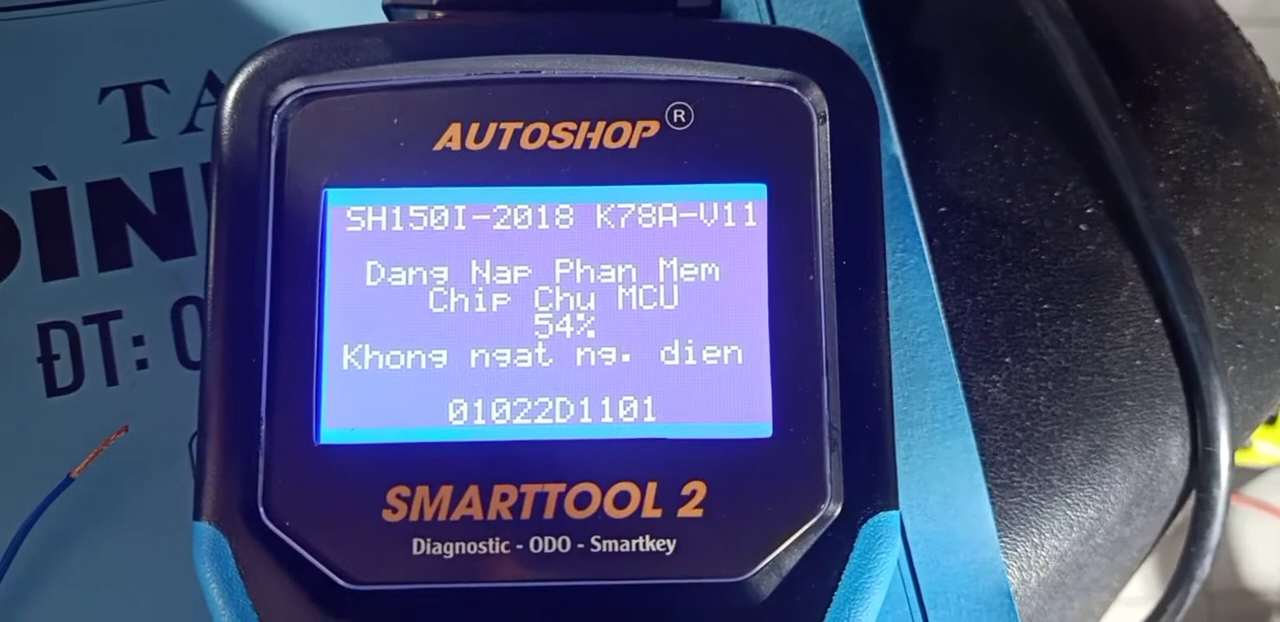 TA
ĐT: 0
AUTOSHOP®
SH150I-2018 K78A-V11
Dang Nap Phan Mem
Chip Chu MCU
54%
Khong ngat ng. dien
01022D1101
SMARTTOOL 2
Diagnostic - ODO - Smartkey